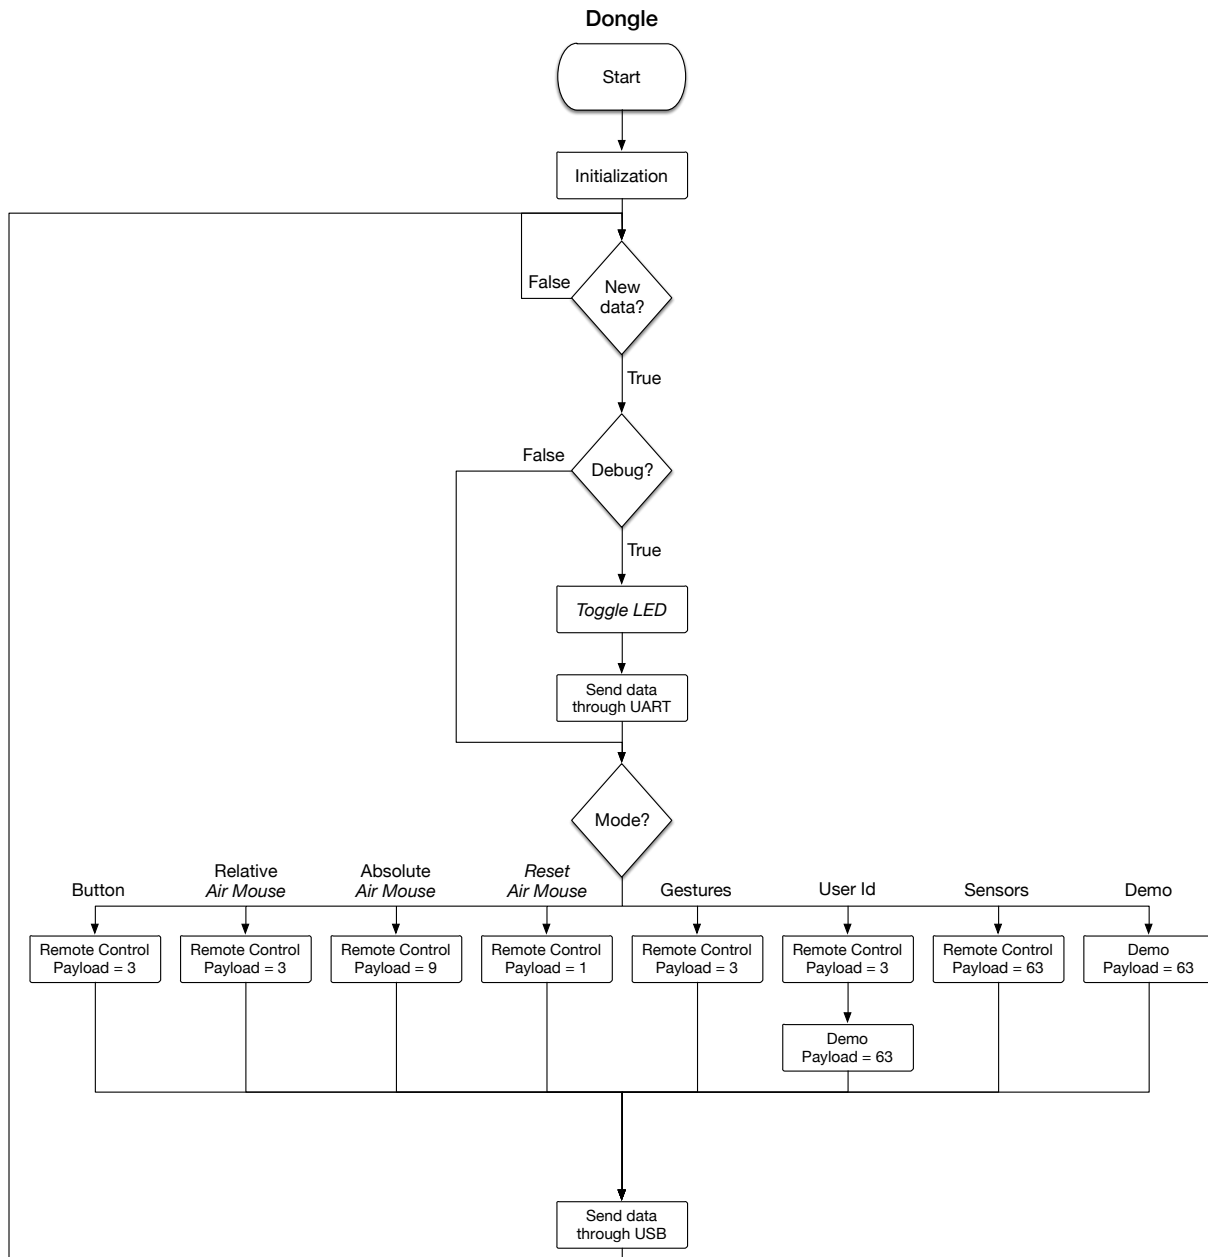 Dongle
Start
Initialization
False
New
data?
True
False
Debug?
True
Toggle LED
Send data
through UART
Mode?
Button
Relative
Air Mouse
Absolute
Air Mouse
Reset
Air Mouse
Gestures
User Id
Sensors
Demo
Remote Control
Payload = 3
Remote Control
Payload = 3
Remote Control
Payload = 9
Remote Control
Payload = 1
Remote Control
Payload = 3
Remote Control
Payload = 3
Remote Control
Payload = 63
Demo
Payload = 63
Demo
Payload = 63
Send data
through USB